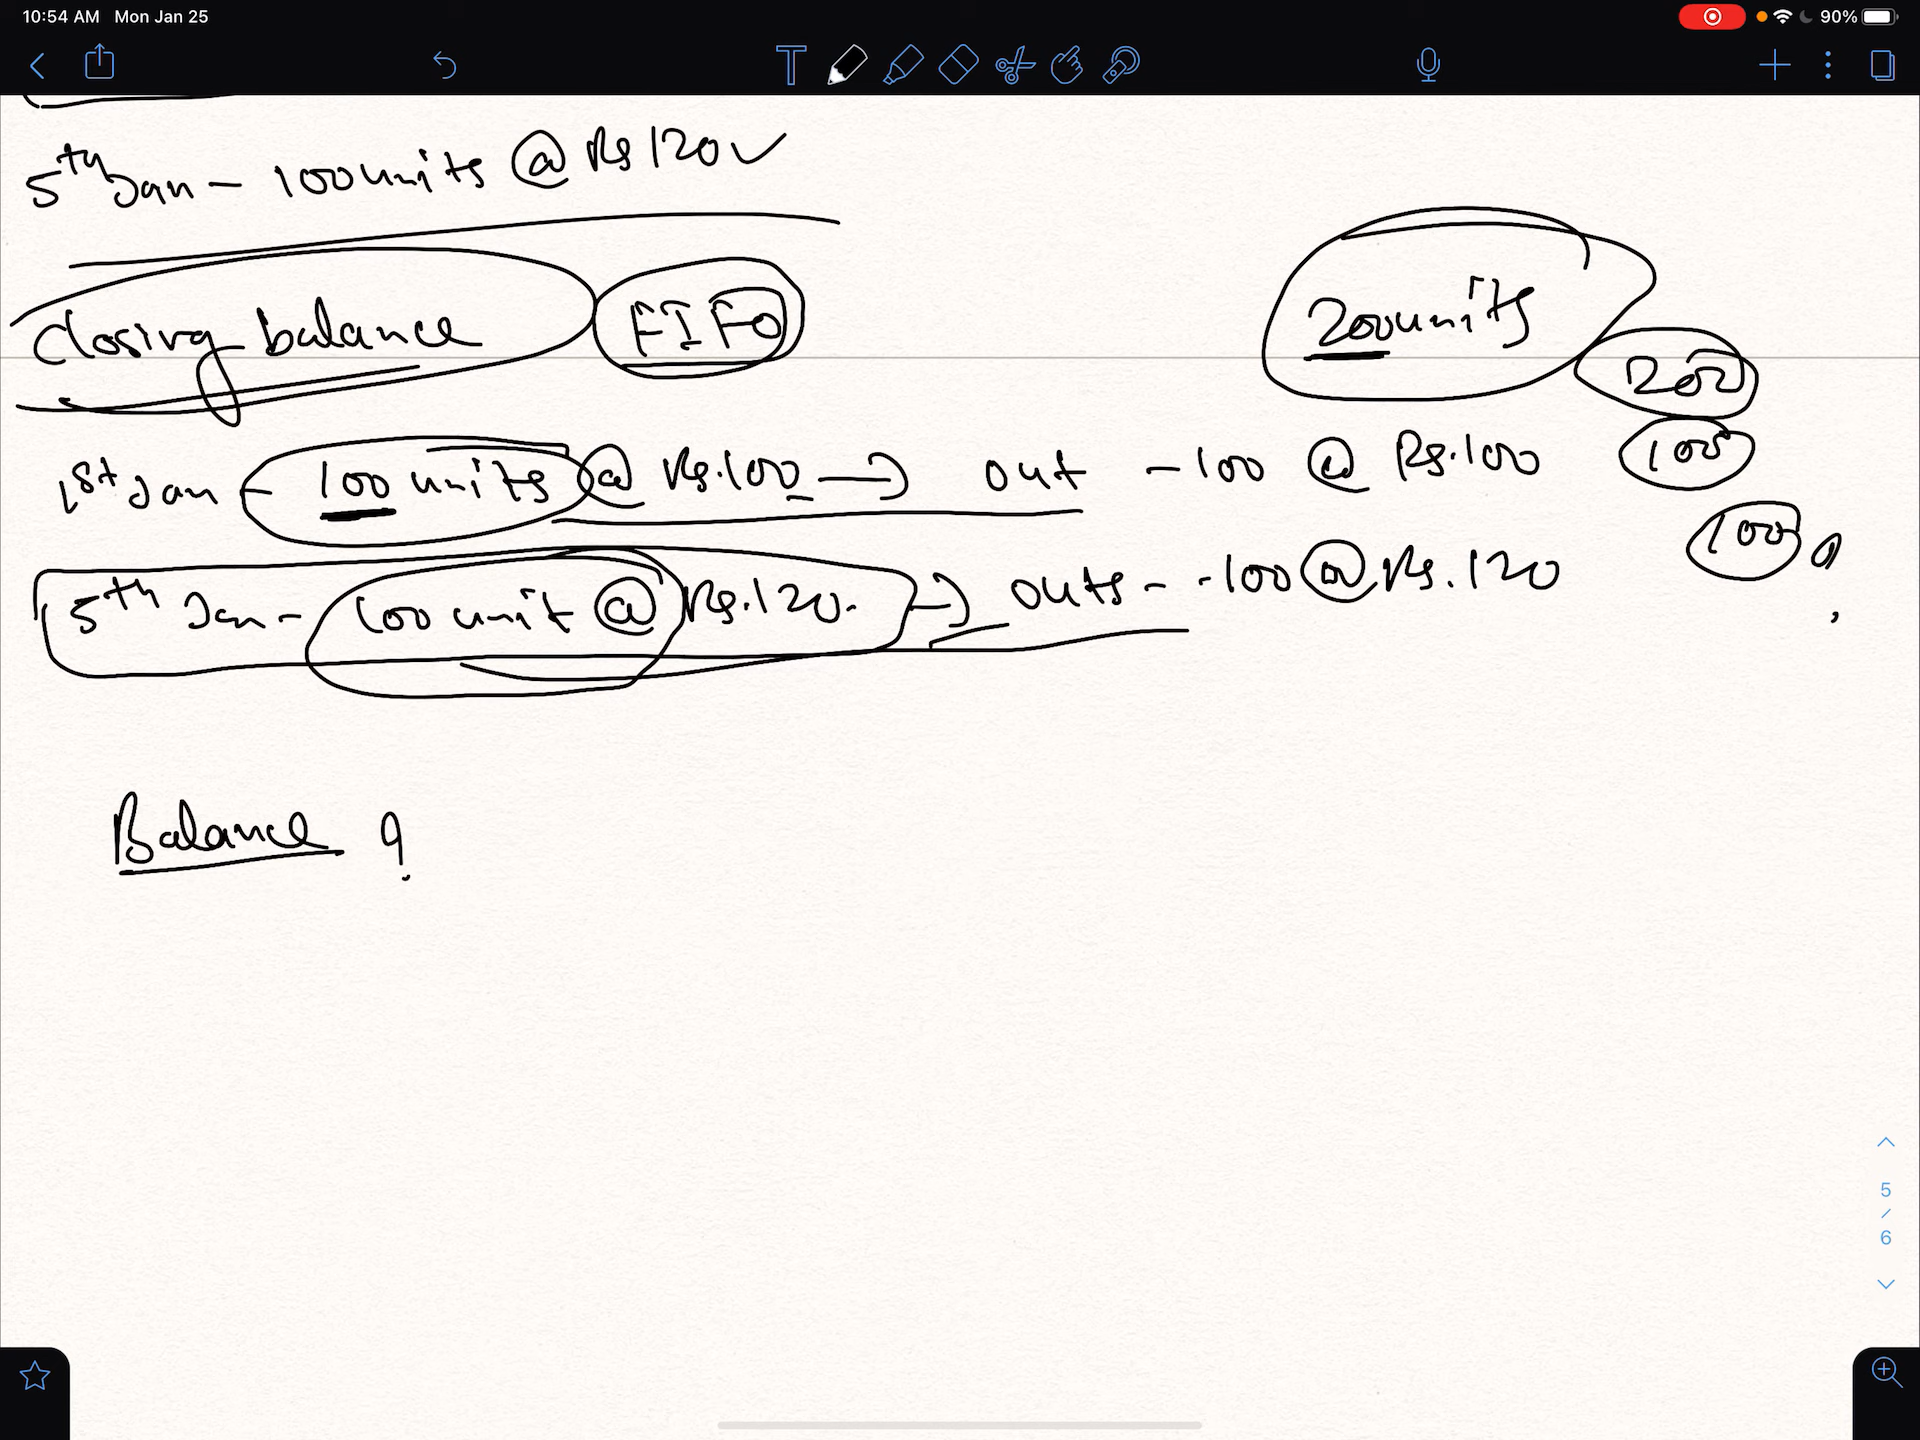 10:54 AM Mon Jan 25
90%
5th Jan - 100 units @ Rs 120 ✓
Closing balance FIFO 200 units
200
1st Jan - 100 units @ Rs.100 → out -100 @ Rs.100 100
100 ?
5th Jan - 100 unit @ Rs.120. → outs - -100 @ Rs. 120
Balance ?
5
/
6